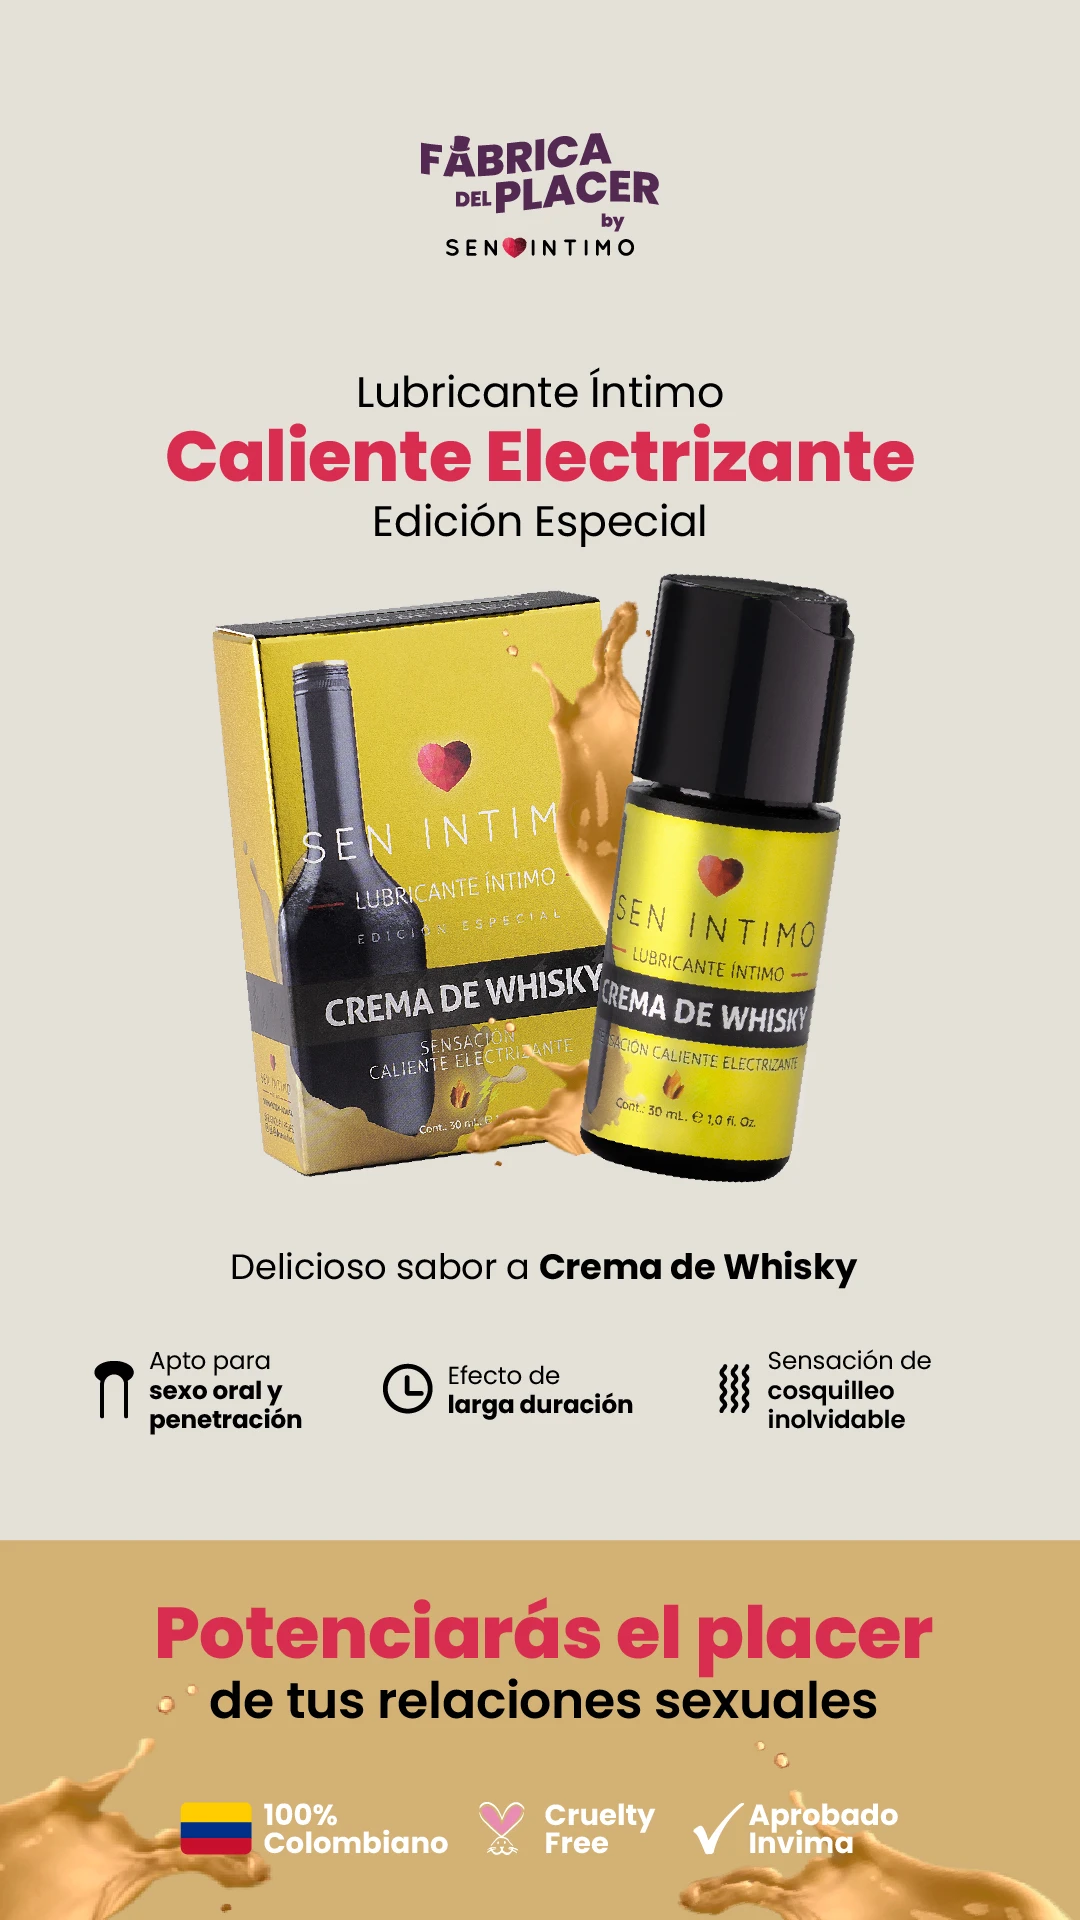 FÁBRICA
DEL PLACER
by
SEN INTIMO
Lubricante Íntimo
Caliente Electrizante
Edición Especial
SEN INTIM
LUBRICANTE ÍNTIMO
EDICIÓN ESPECIAL
CREMA DE WHISKY
SENSACIÓN
CALIENTE ELECTRIZANTE
Cont.: 30 mL
SEN INTIMO
LUBRICANTE ÍNTIMO
CREMA DE WHISKY
SACIÓN CALIENTE ELECTRIZANTE
Cont.: 30 mL. ℮ 1,0 fl. Oz.
Delicioso sabor a Crema de Whisky
Apto para
sexo oral y
penetración
Efecto de
larga duración
Sensación de
cosquilleo
inolvidable
Potenciarás el placer
de tus relaciones sexuales
100%
Colombiano
Cruelty
Free
Aprobado
Invima